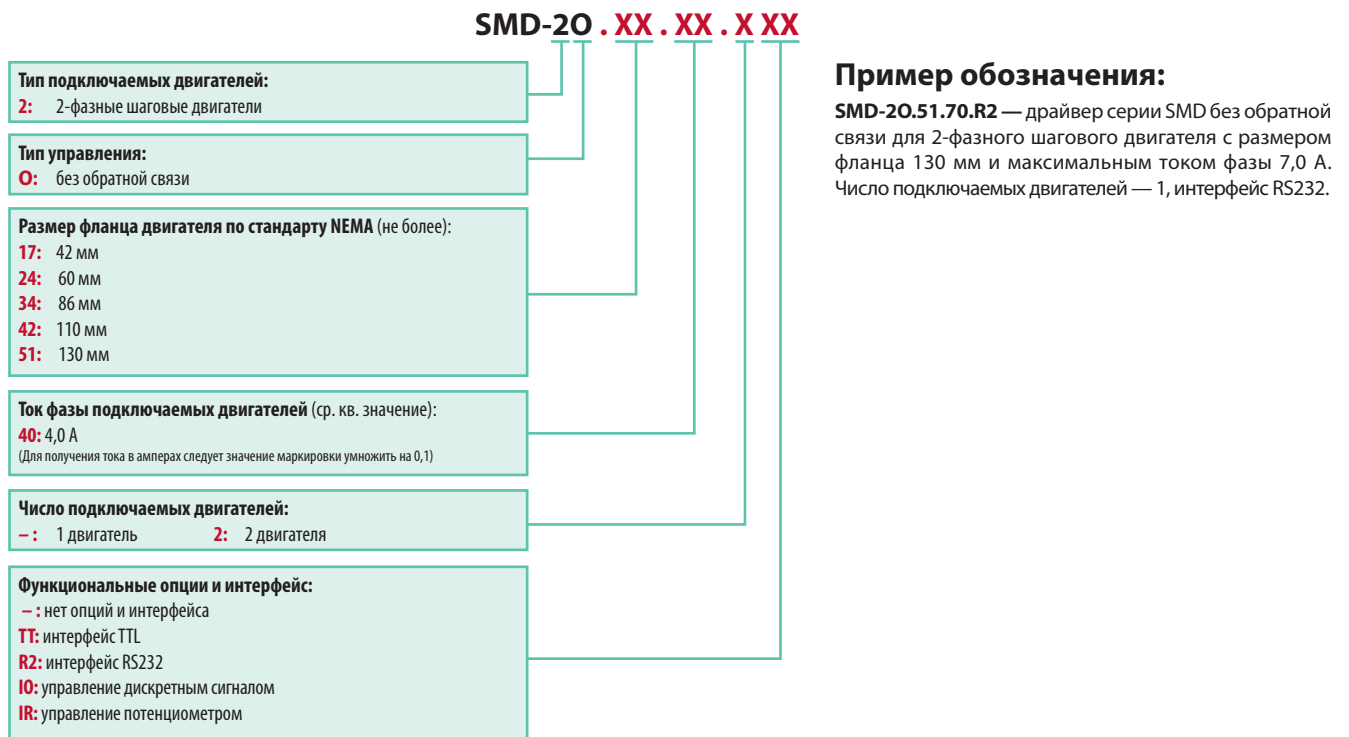 SMD-2O . XX . XX . X XX
Тип подключаемых двигателей:
2: 2-фазные шаговые двигатели
Тип управления:
O: без обратной связи
Размер фланца двигателя по стандарту NEMA (не более):
17: 42 мм
24: 60 мм
34: 86 мм
42: 110 мм
51: 130 мм
Ток фазы подключаемых двигателей (ср. кв. значение):
40: 4,0 А
(Для получения тока в амперах следует значение маркировки умножить на 0,1)
Число подключаемых двигателей:
– : 1 двигатель 2: 2 двигателя
Функциональные опции и интерфейс:
– : нет опций и интерфейса
TT: интерфейс TTL
R2: интерфейс RS232
IO: управление дискретным сигналом
IR: управление потенциометром
Пример обозначения:
SMD-2O.51.70.R2 — драйвер серии SMD без обратной
связи для 2-фазного шагового двигателя с размером
фланца 130 мм и максимальным током фазы 7,0 А.
Число подключаемых двигателей — 1, интерфейс RS232.